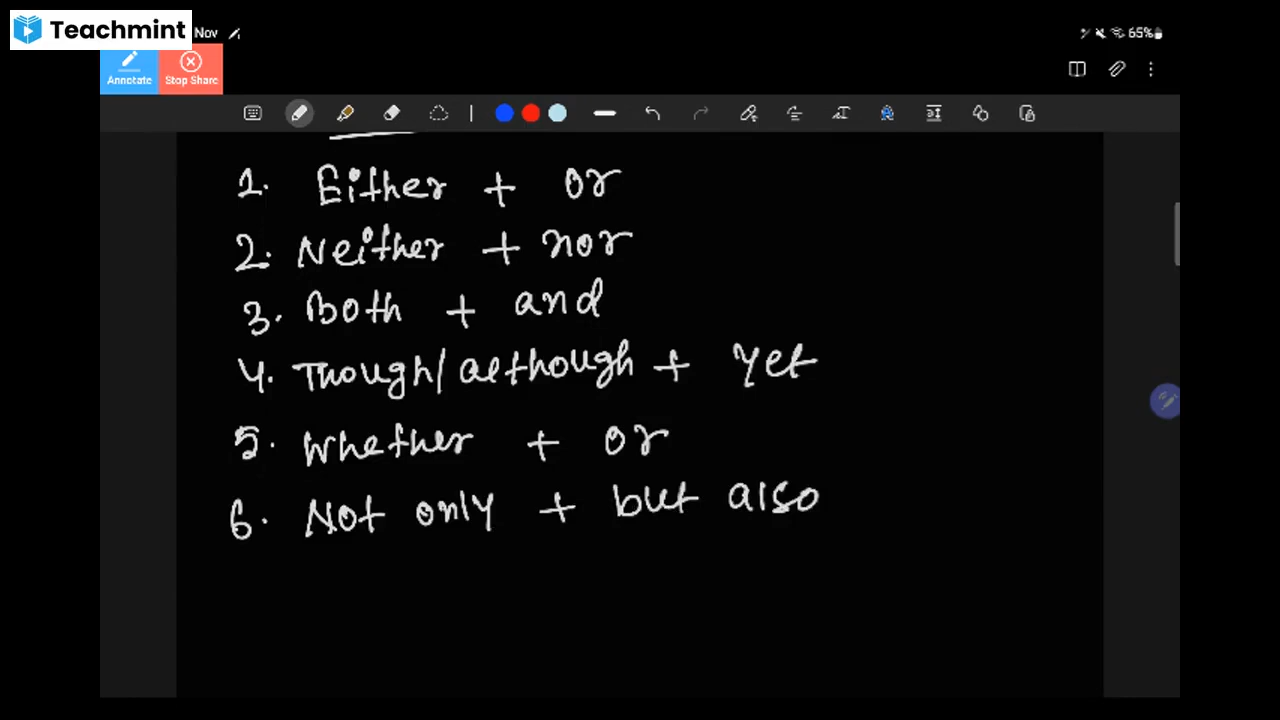 Teachmint
Nov
65%
Annotate
Stop Share
1. Either + or
2. Neither + nor
3. Both + and
4. Though/although + yet
5. Whether + or
6. Not only + but also